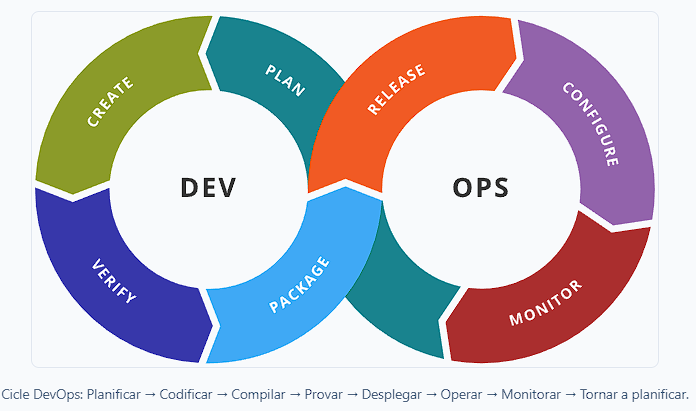 PLAN
CREATE
VERIFY
PACKAGE
RELEASE
CONFIGURE
MONITOR
DEV
OPS
Cicle DevOps: Planificar → Codificar → Compilar → Provar → Desplegar → Operar → Monitorar → Tornar a planificar.